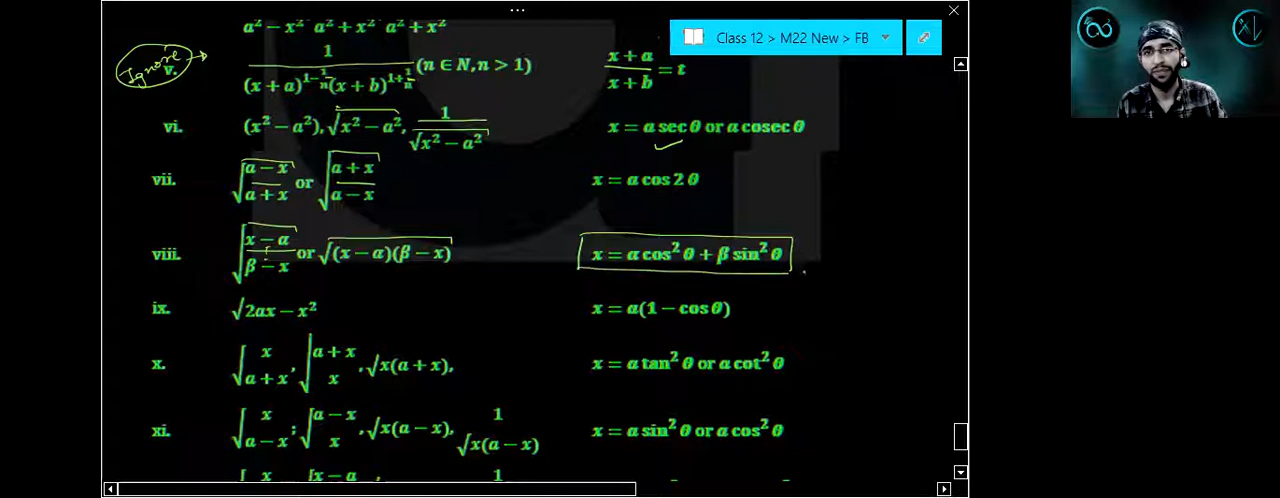 a² − x² a² + x² a² + x²
Class 12 > M22 New > FB
Ignore
v. 1/((x + a)^(1−1/n)(x + b)^(1+1/n)) (n ∈ N, n > 1) (x + a)/(x + b) = t
vi. (x² − a²), √(x² − a²), 1/√(x² − a²) x = a sec θ or a cosec θ
vii. √((a − x)/(a + x)) or √((a + x)/(a − x)) x = a cos 2θ
viii. √((x − α)/(β − x)) or √((x − α)(β − x)) x = α cos² θ + β sin² θ
ix. √2ax − x² x = a(1 − cos θ)
x. √(x/(a + x)), √((a + x)/x), √x(a + x), x = a tan² θ or a cot² θ
xi. √(x/(a − x)); √((a − x)/x), √x(a − x), 1/√x(a − x) x = a sin² θ or a cos² θ
x x − a 1